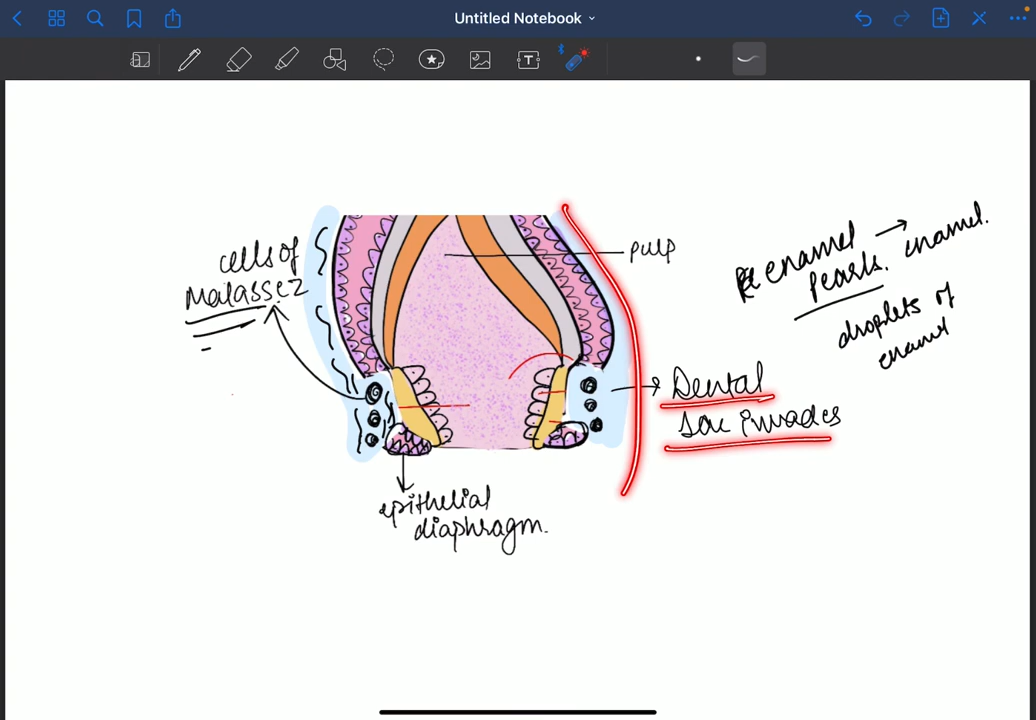 Untitled Notebook
cells of
Malassez
pulp
enamel → enamel.
pearls.
droplets of
enamel
Dental
sac invades
epithelial
diaphragm.